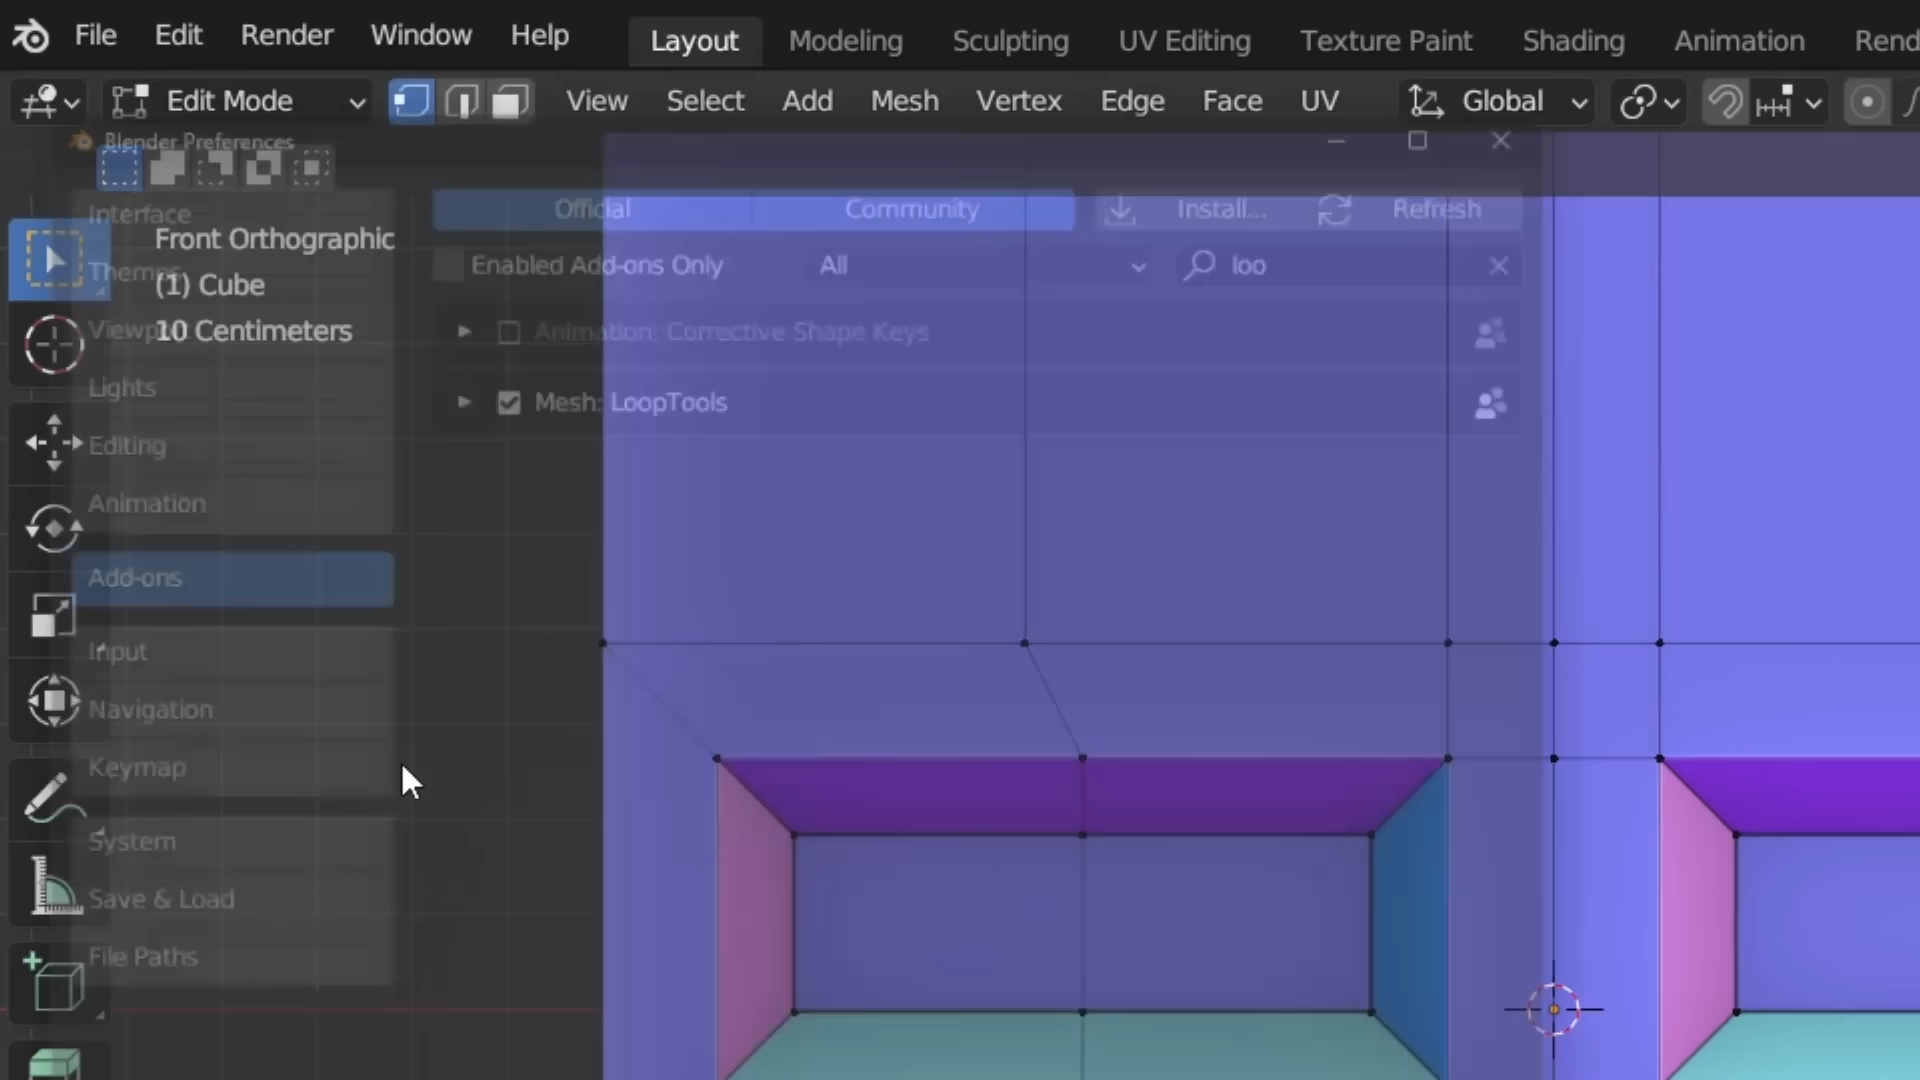 File Edit Render Window Help Layout Modeling Sculpting UV Editing Texture Paint Shading Animation Rend
Edit Mode View Select Add Mesh Vertex Edge Face UV Global
Blender Preferences
Interface
Official Community Install... Refresh
Front Orthographic
Themes
Enabled Add-ons Only All loo
(1) Cube
10 Centimeters
Animation: Corrective Shape Keys
Lights
Mesh: LoopTools
Editing
Animation
Add-ons
Input
Navigation
Keymap
System
Save & Load
File Paths